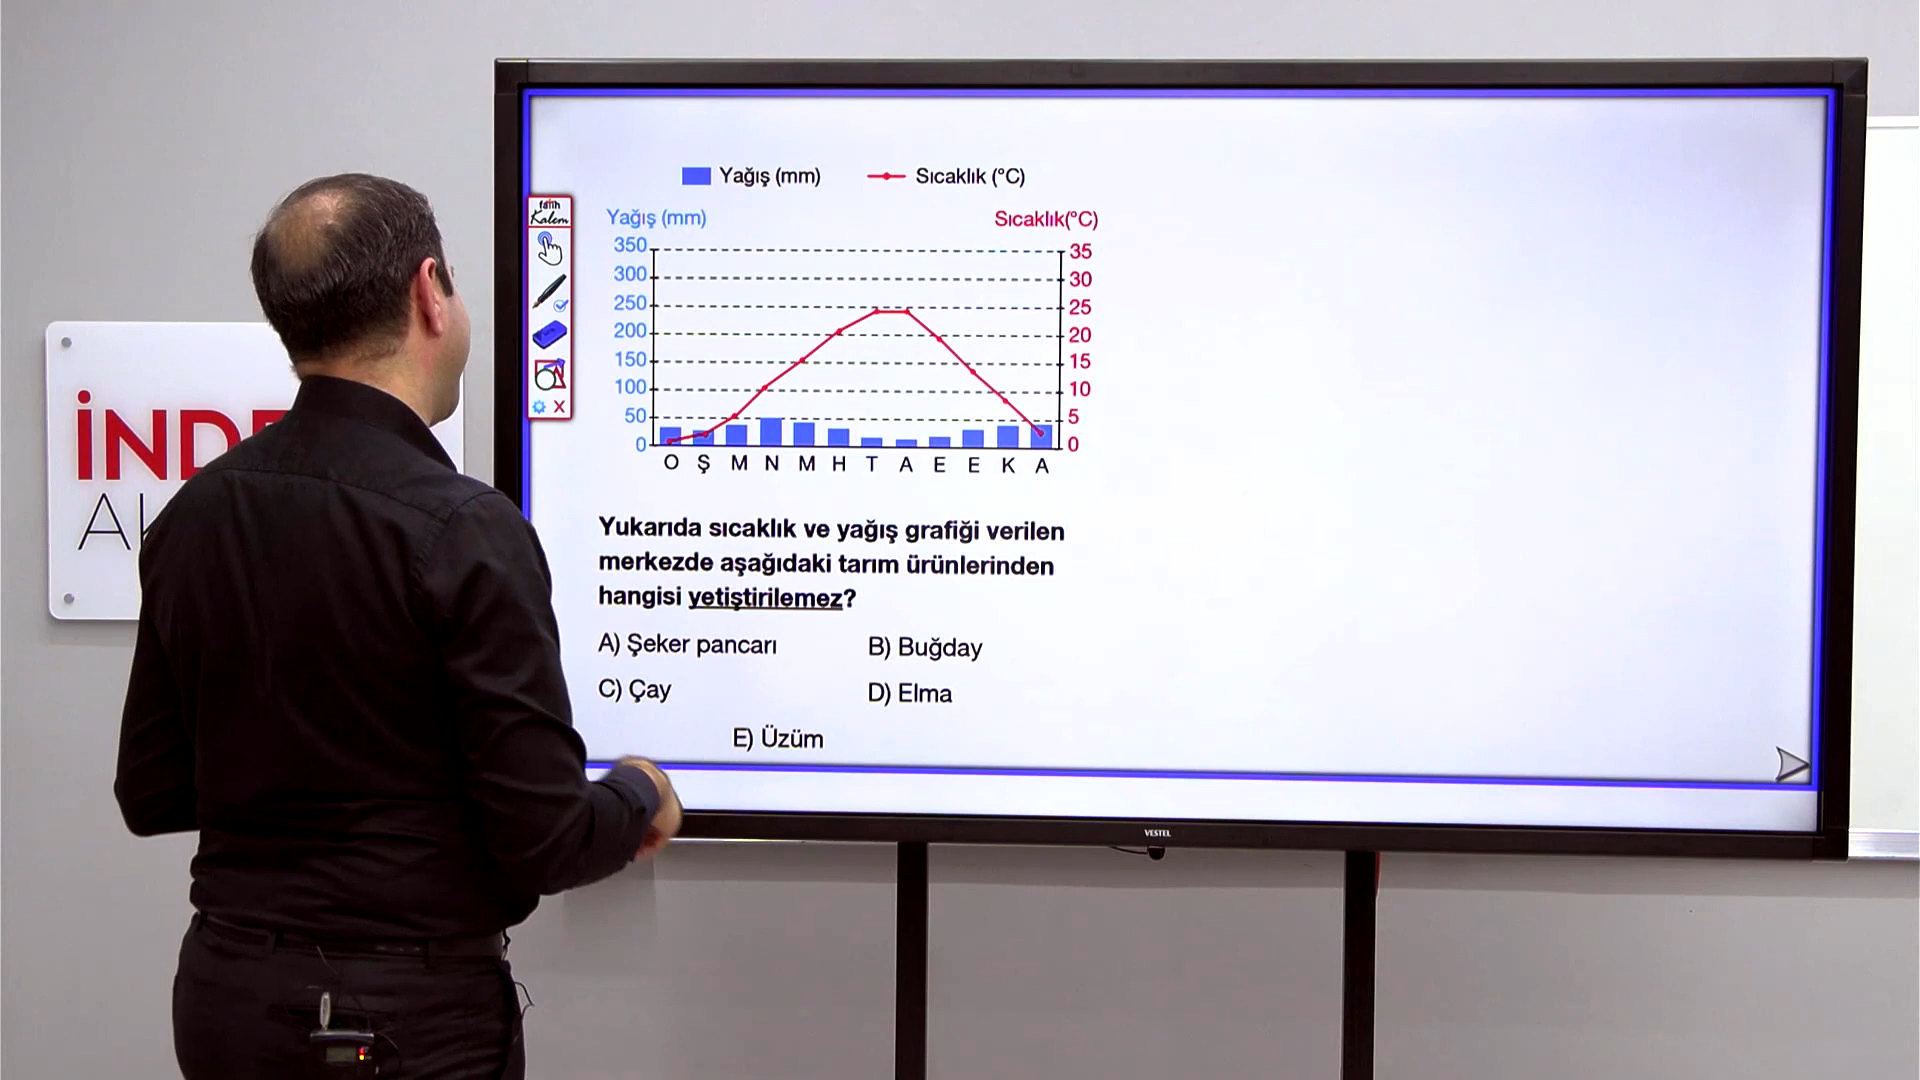 Yağış (mm) Sıcaklık (°C)
Yağış (mm) Sıcaklık(°C)
350 35
300 30
250 25
200 20
150 15
100 10
50 5
0 0
O Ş M N M H T A E E K A
Yukarıda sıcaklık ve yağış grafiği verilen
merkezde aşağıdaki tarım ürünlerinden
hangisi yetiştirilemez?
A) Şeker pancarı B) Buğday
C) Çay D) Elma
E) Üzüm
fatih
Kalem
X
VESTEL